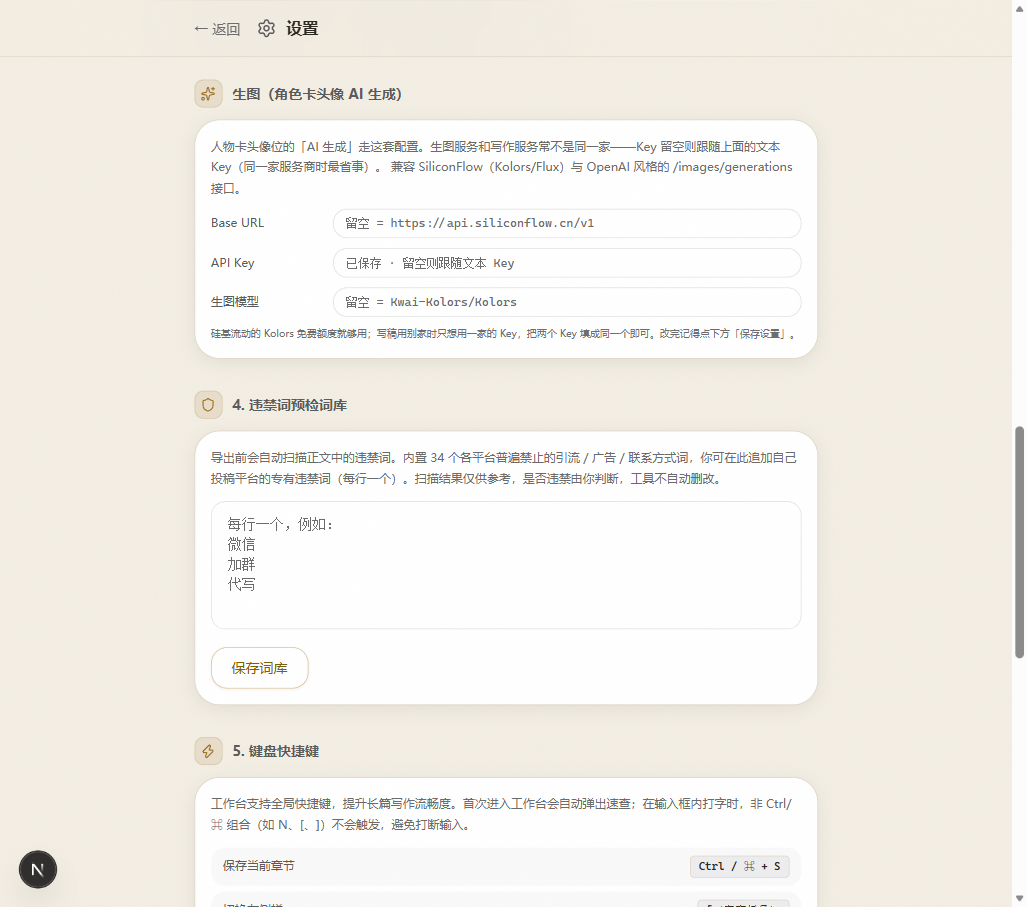 ← 返回 设置
生图（角色卡头像 AI 生成）
人物卡头像位的「AI 生成」走这套配置。生图服务和写作服务常不是同一家——Key 留空则跟随上面的文本
Key（同一家服务商时最省事）。 兼容 SiliconFlow（Kolors/Flux）与 OpenAI 风格的 /images/generations
接口。
Base URL 留空 = https://api.siliconflow.cn/v1
API Key 已保存 · 留空则跟随文本 Key
生图模型 留空 = Kwai-Kolors/Kolors
硅基流动的 Kolors 免费额度就够用；写稿用别家时只想用一家的 Key，把两个 Key 填成同一个即可。改完记得点下方「保存设置」。
4. 违禁词预检词库
导出前会自动扫描正文中的违禁词。内置 34 个各平台普遍禁止的引流 / 广告 / 联系方式词，你可在此追加自己
投稿平台的专有违禁词（每行一个）。扫描结果仅供参考，是否违禁由你判断，工具不自动删改。
每行一个，例如：
微信
加群
代写
保存词库
5. 键盘快捷键
工作台支持全局快捷键，提升长篇写作流畅度。首次进入工作台会自动弹出速查；在输入框内打字时，非 Ctrl/
⌘ 组合（如 N、[、]）不会触发，避免打断输入。
保存当前章节 Ctrl / ⌘ + S
N